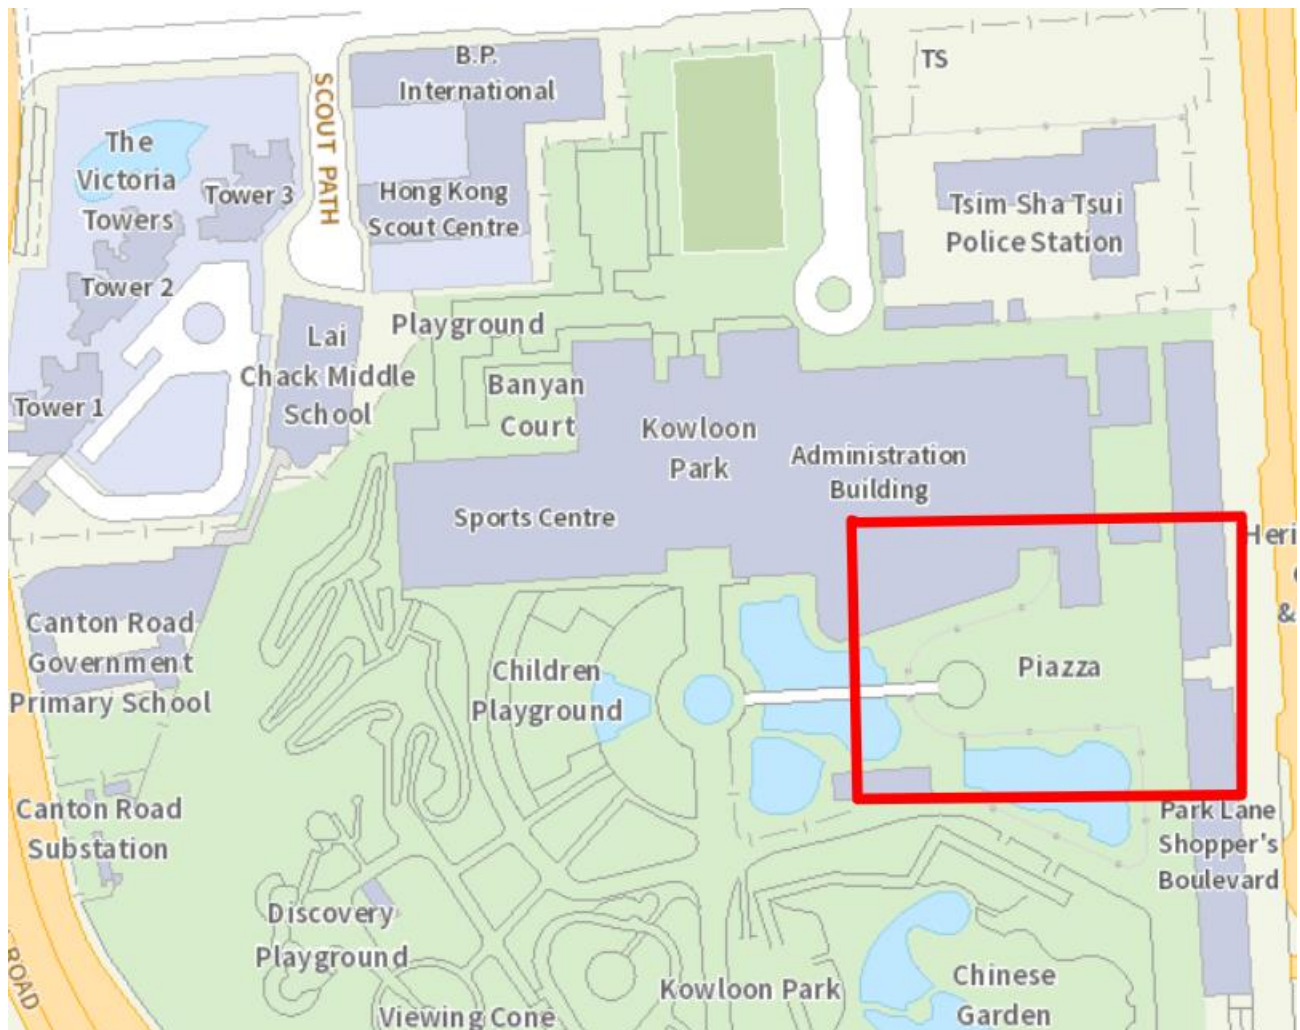 B.P.
International
TS
SCOUT PATH
The
Victoria
Towers
Tower 3
Hong Kong
Scout Centre
Tsim Sha Tsui
Police Station
Tower 2
Playground
Lai
Chack Middle
School
Banyan
Court
Kowloon
Park
Tower 1
Administration
Building
Sports Centre
Heri
&
Canton Road
Government
Primary School
Children
Playground
Piazza
Canton Road
Substation
Park Lane
Shopper's
Boulevard
Discovery
Playground
ROAD
Kowloon Park
Chinese
Garden
Viewing Cone